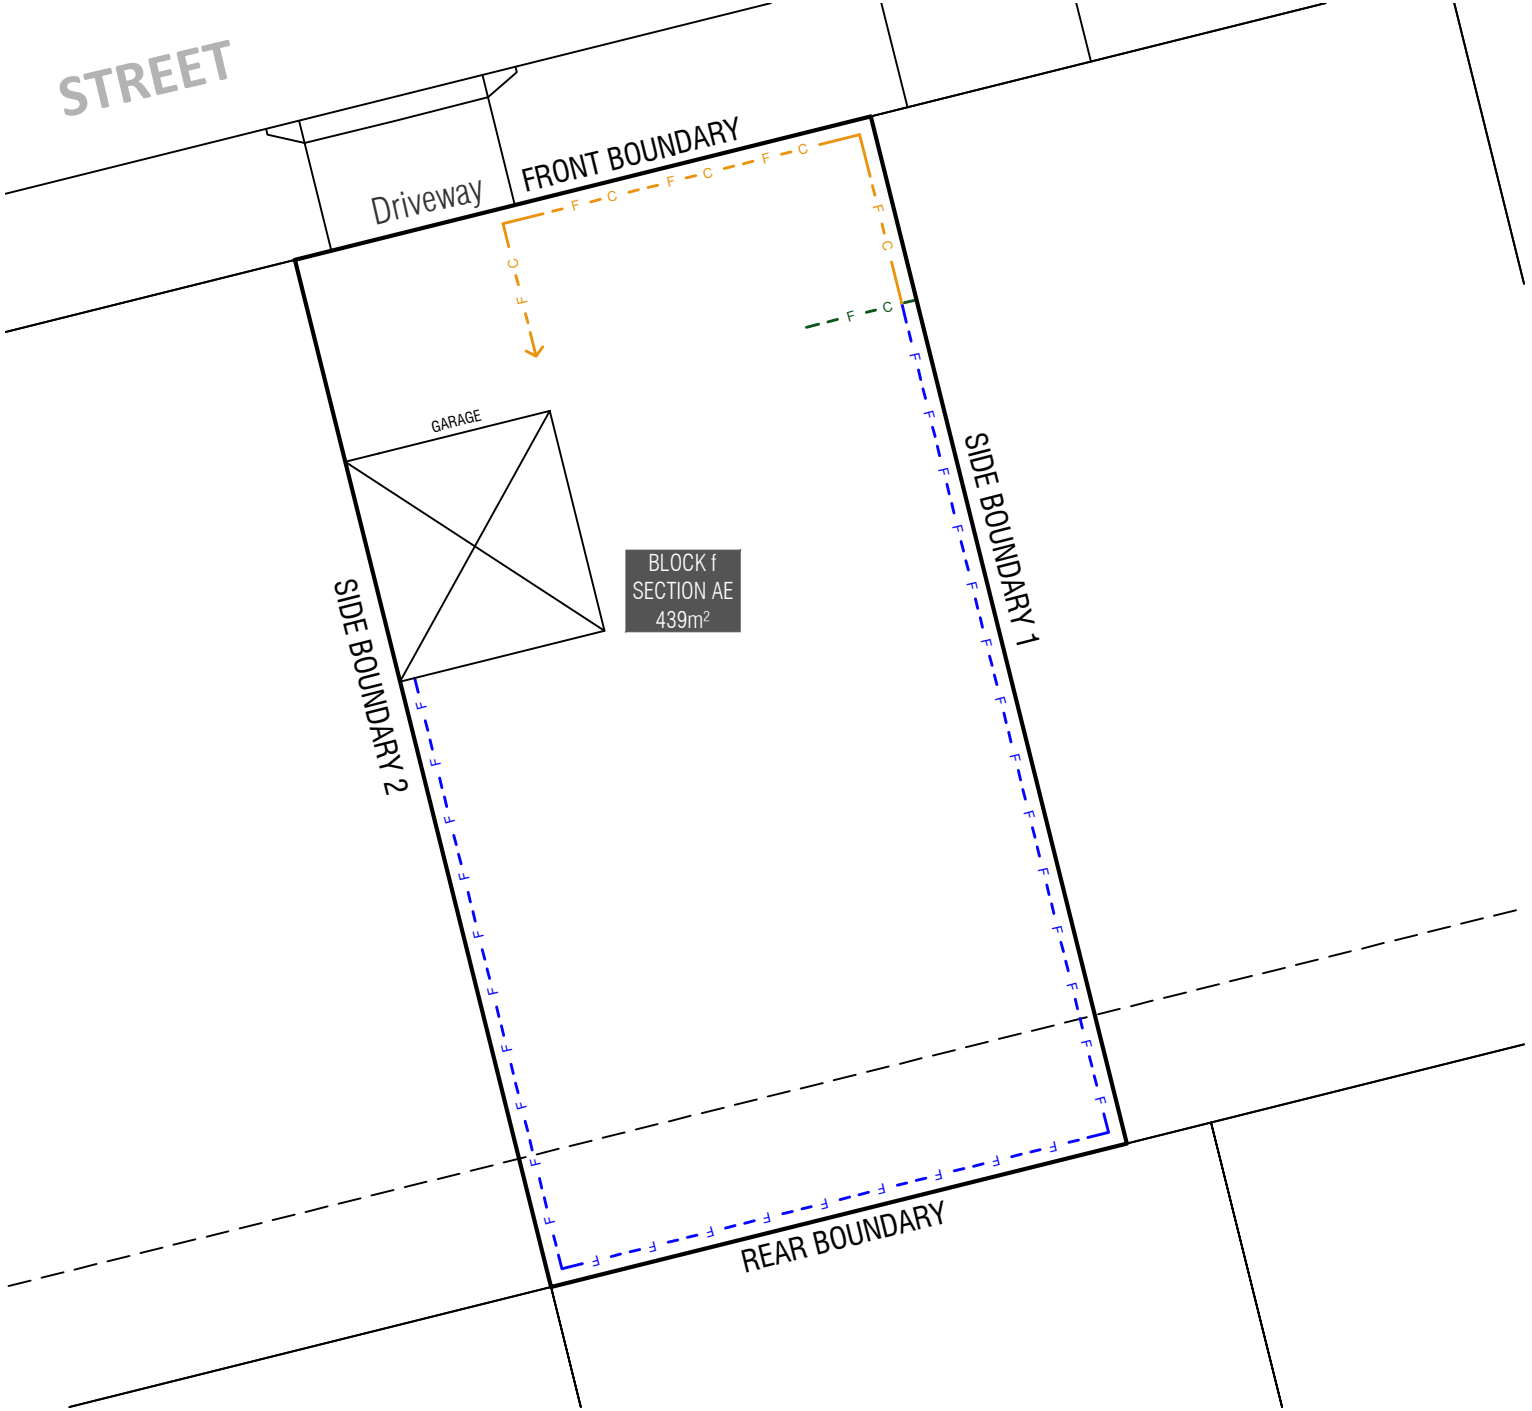 STREET
FRONT BOUNDARY
Driveway
F C F C F C
F C
C F
F C
GARAGE
SIDE BOUNDARY 1
BLOCK f
SECTION AE
439m²
SIDE BOUNDARY 2
F F F F F F F F F F F F F F
F F F F F F F F F F
F F F F F F F F F
REAR BOUNDARY